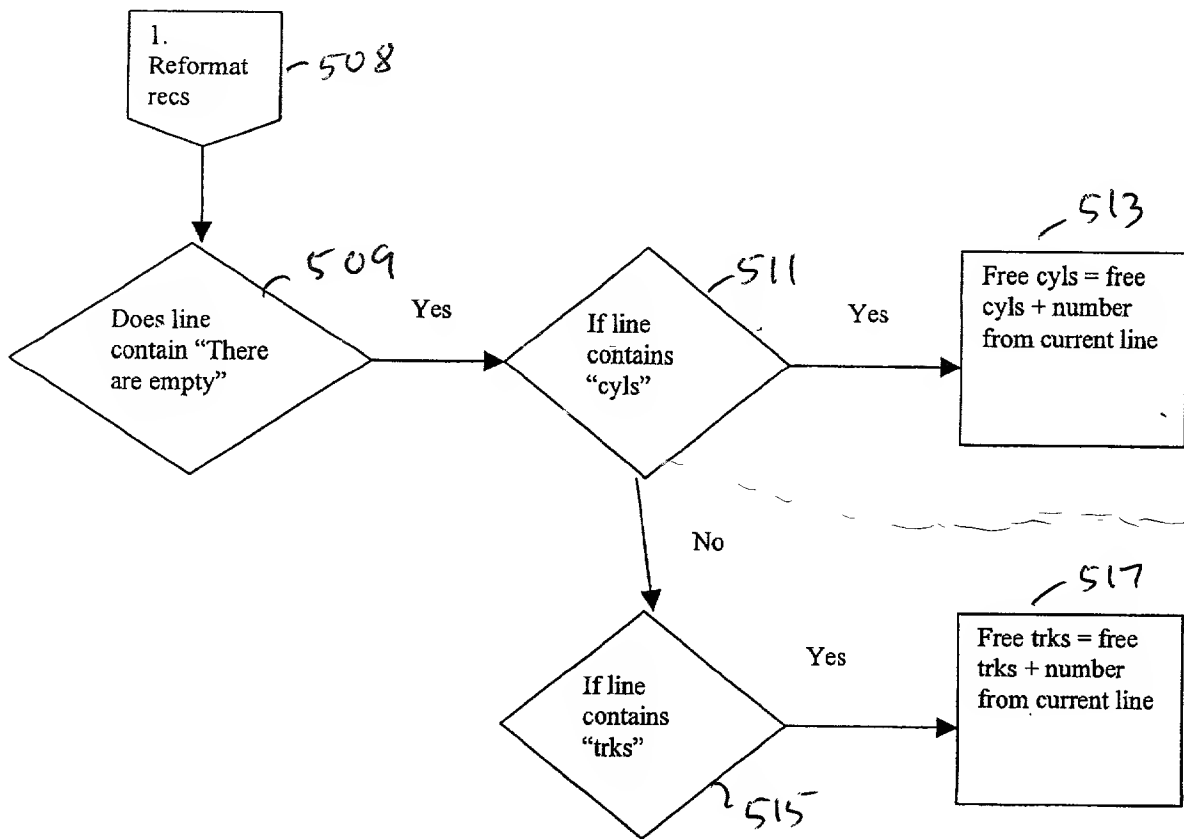 1.
Reformat
recs
508
509
Does line
contain "There
are empty"
Yes
511
If line
contains
"cyls"
Yes
513
Free cyls = free
cyls + number
from current line
No
If line
contains
"trks"
515
Yes
517
Free trks = free
trks + number
from current line